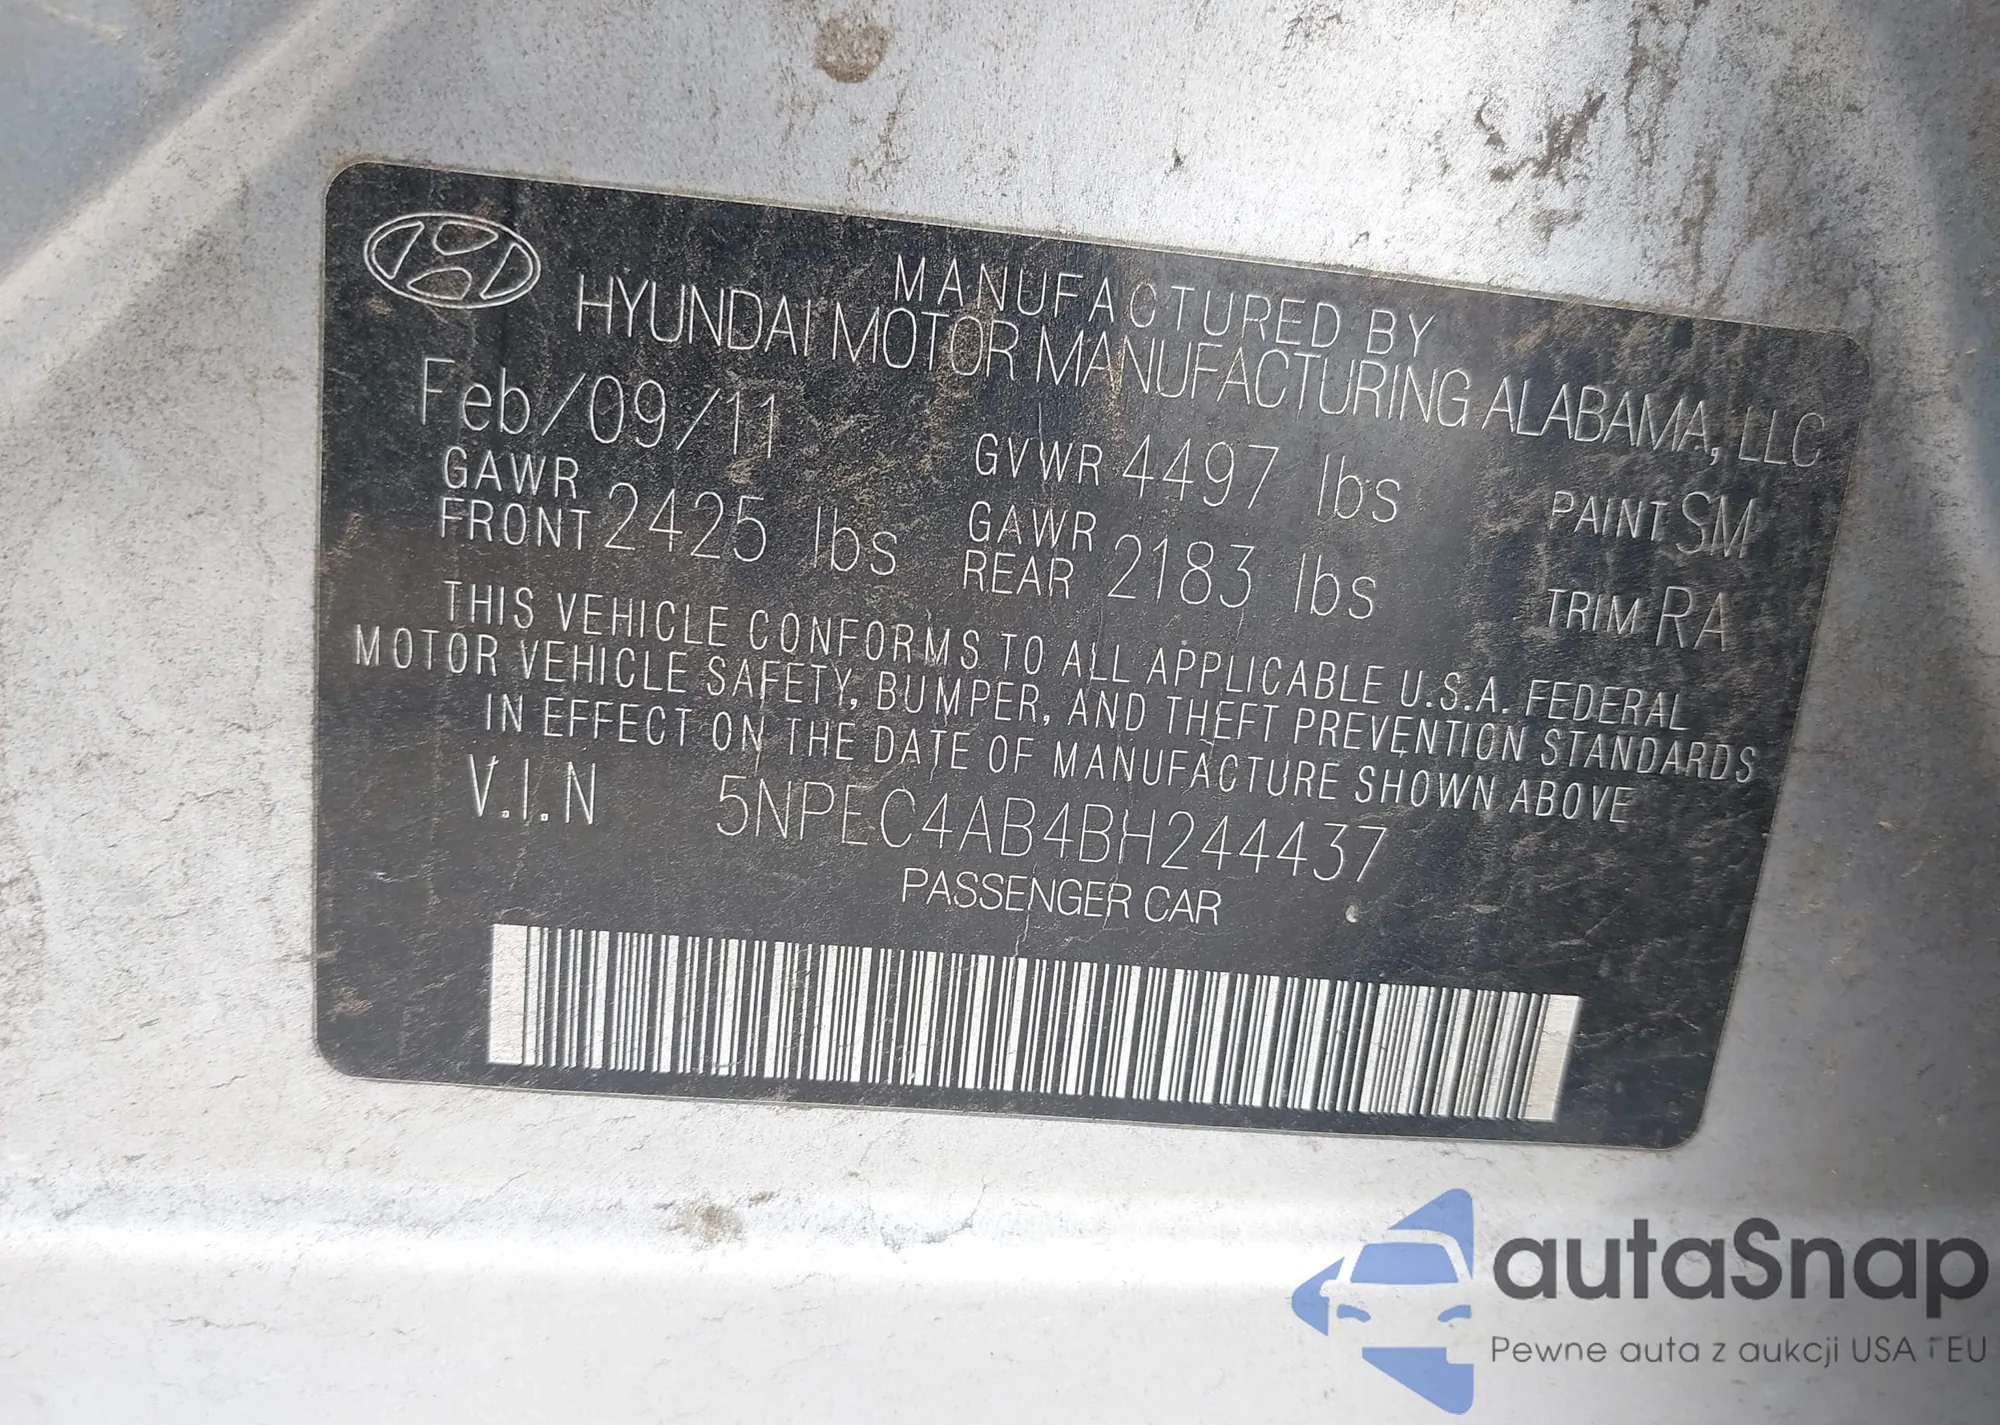 MANUFACTURED BY
HYUNDAI MOTOR MANUFACTURING ALABAMA, LLC
Feb/09/11 GVWR 4497 lbs PAINT SM
GAWR FRONT 2425 lbs GAWR REAR 2183 lbs TRIM RA
THIS VEHICLE CONFORMS TO ALL APPLICABLE U.S.A. FEDERAL
MOTOR VEHICLE SAFETY, BUMPER, AND THEFT PREVENTION STANDARDS
IN EFFECT ON THE DATE OF MANUFACTURE SHOWN ABOVE
V.I.N 5NPEC4AB4BH244437
PASSENGER CAR
autaSnap
Pewne auta z aukcji USA i EU